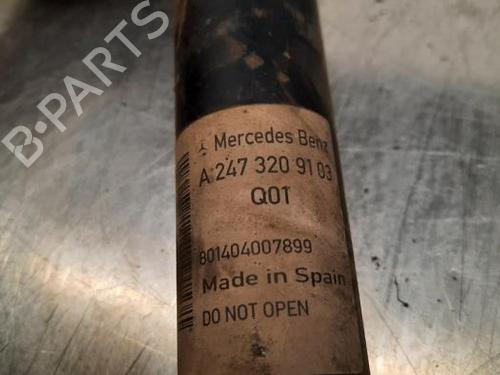 Mercedes Benz
A 247 320 91 03
Q01
801404007899
Made in Spain
DO NOT OPEN
B-PARTS